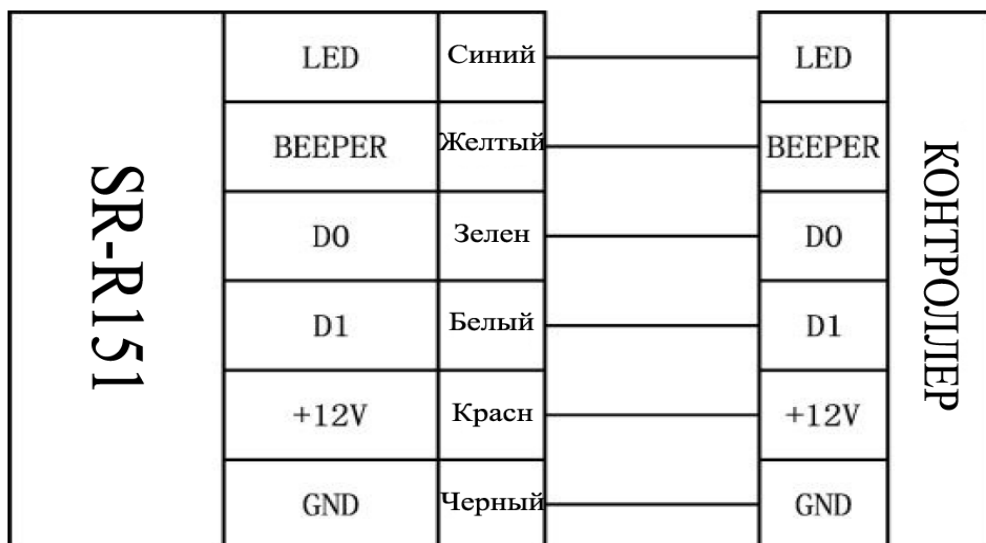 SR-R151
LED Синий LED
BEEPER Желтый BEEPER
D0 Зелен D0
D1 Белый D1
+12V Красн +12V
GND Черный GND
КОНТРОЛЛЕР